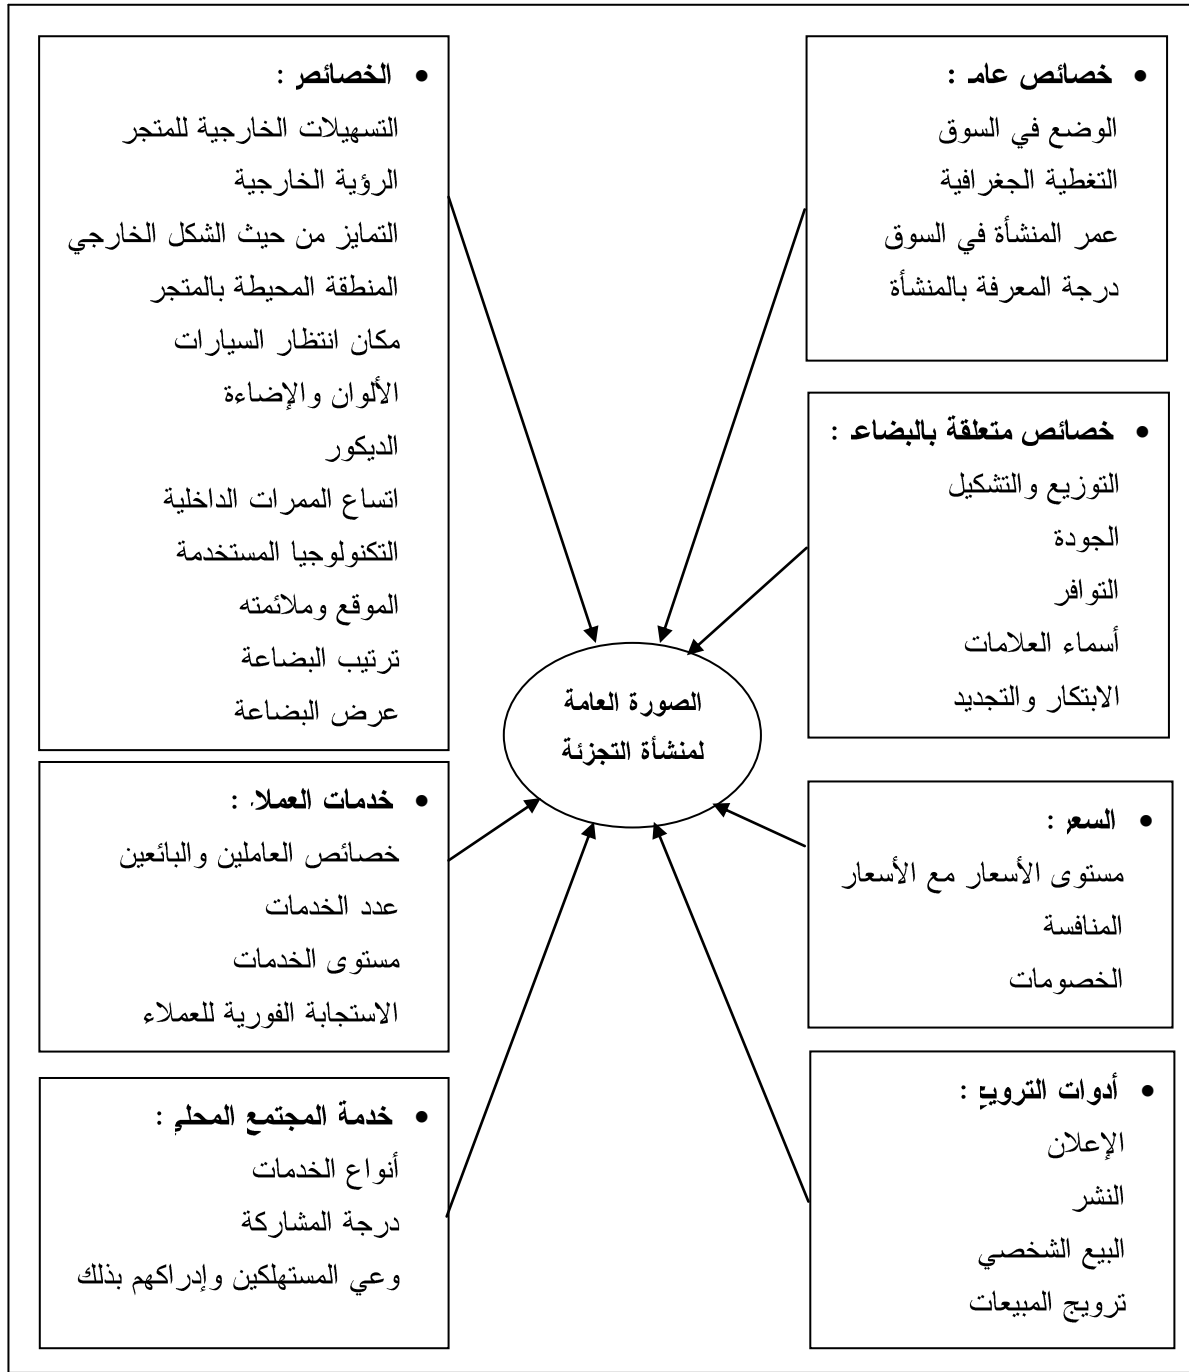 • خصائص عامـ :
الوضع في السوق
التغطية الجغرافية
عمر المنشأة في السوق
درجة المعرفة بالمنشأة
• خصائص متعلقة بالبضاعـ :
التوزيع والتشكيل
الجودة
التوافر
أسماء العلامات
الابتكار والتجديد
• السعر :
مستوى الأسعار مع الأسعار
المنافسة
الخصومات
• أدوات الترويج :
الإعلان
النشر
البيع الشخصي
ترويج المبيعات
• الخصائص :
التسهيلات الخارجية للمتجر
الرؤية الخارجية
التمايز من حيث الشكل الخارجي
المنطقة المحيطة بالمتجر
مكان انتظار السيارات
الألوان والإضاءة
الديكور
اتساع الممرات الداخلية
التكنولوجيا المستخدمة
الموقع وملائمته
ترتيب البضاعة
عرض البضاعة
• خدمات العملا :
خصائص العاملين والبائعين
عدد الخدمات
مستوى الخدمات
الاستجابة الفورية للعملاء
• خدمة المجتمع المحلي :
أنواع الخدمات
درجة المشاركة
وعي المستهلكين وإدراكهم بذلك
الصورة العامة
لمنشأة التجزئة